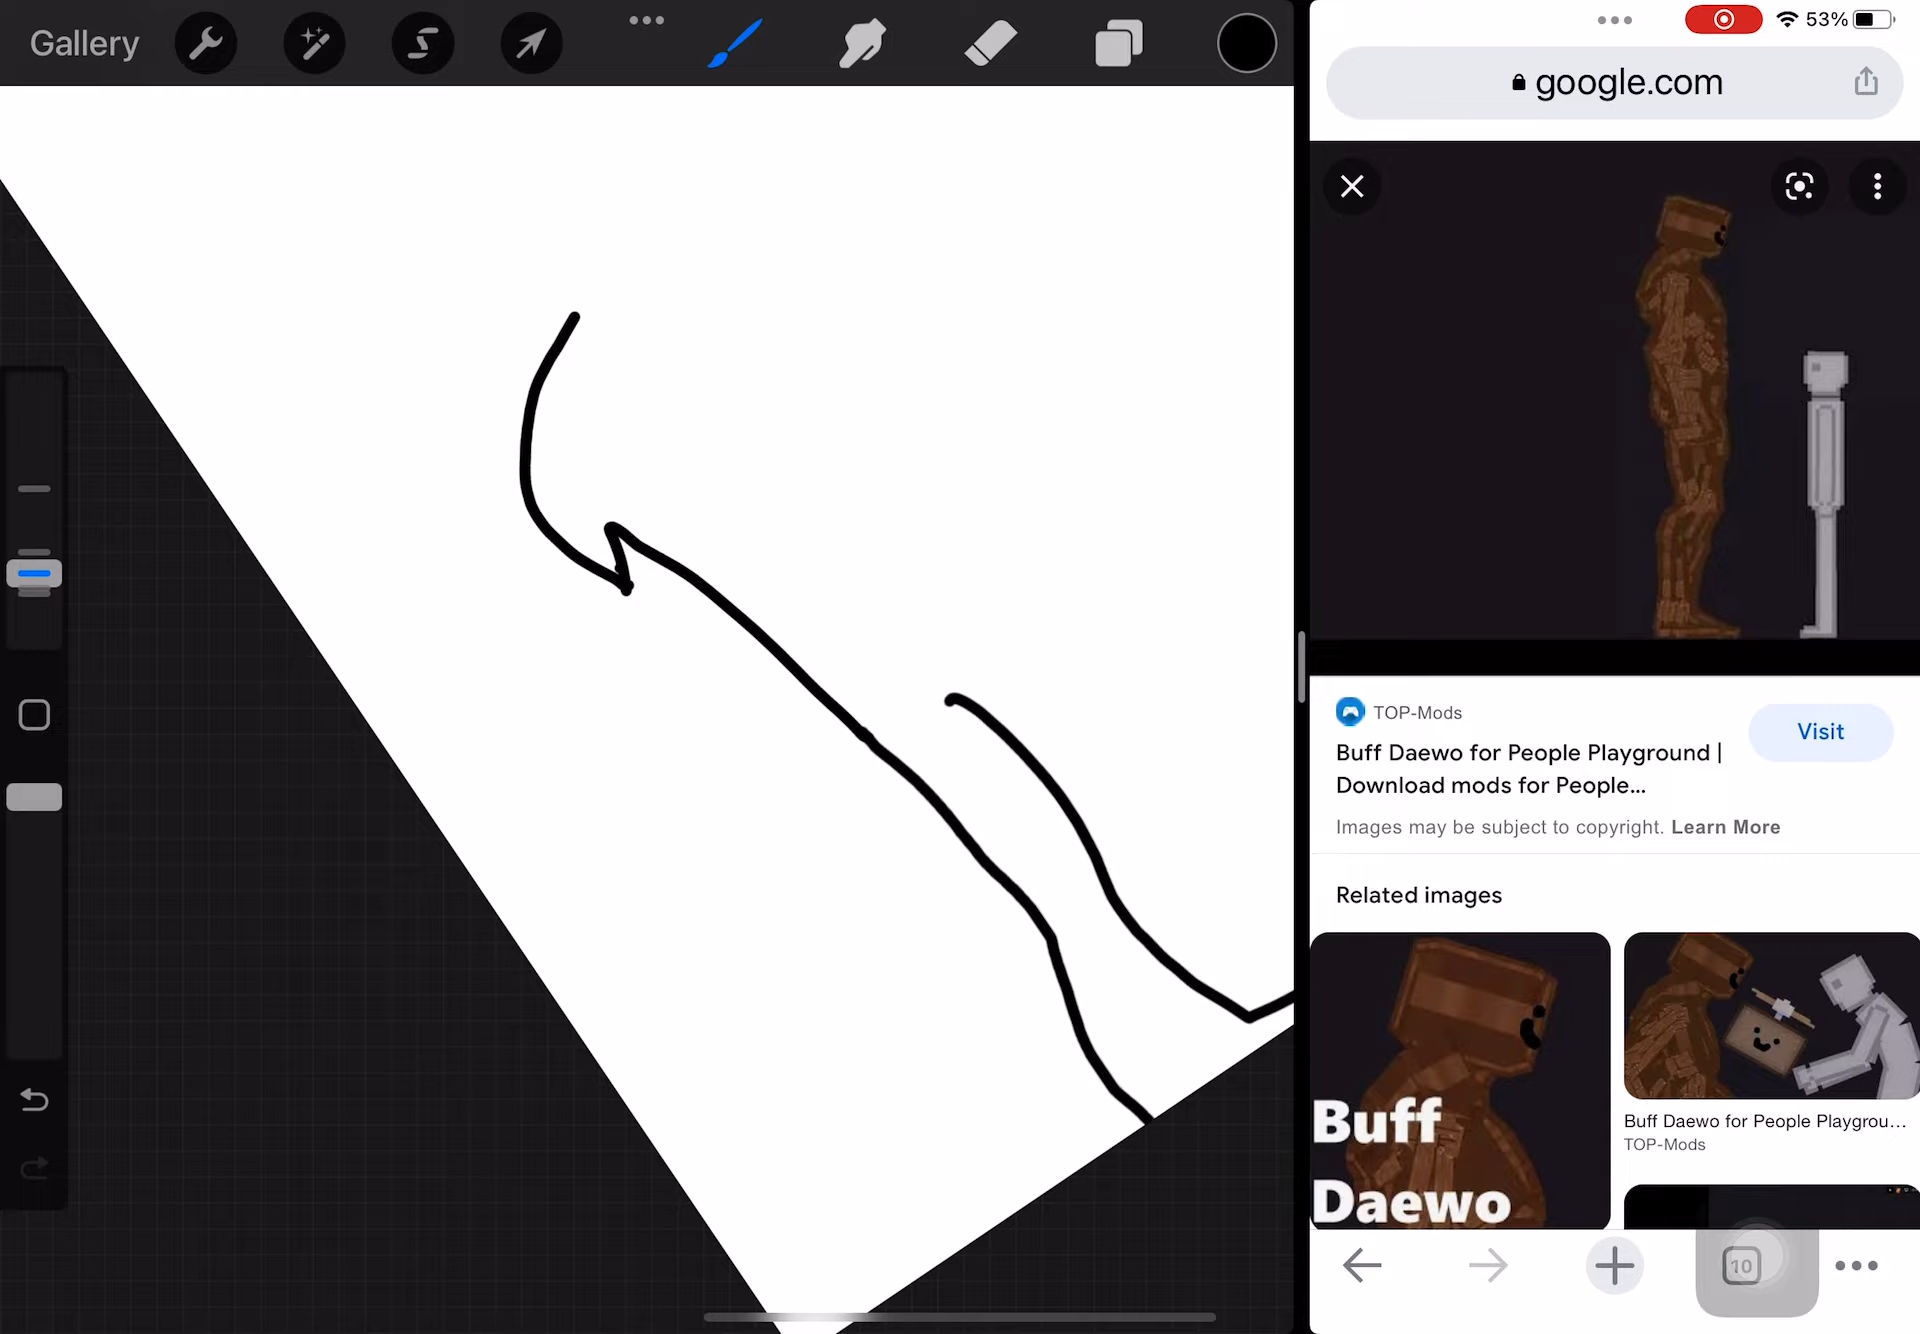 Gallery
53%
google.com
TOP-Mods
Visit
Buff Daewo for People Playground |
Download mods for People...
Images may be subject to copyright. Learn More
Related images
Buff
Daewo
Buff Daewo for People Playgrou...
TOP-Mods
10